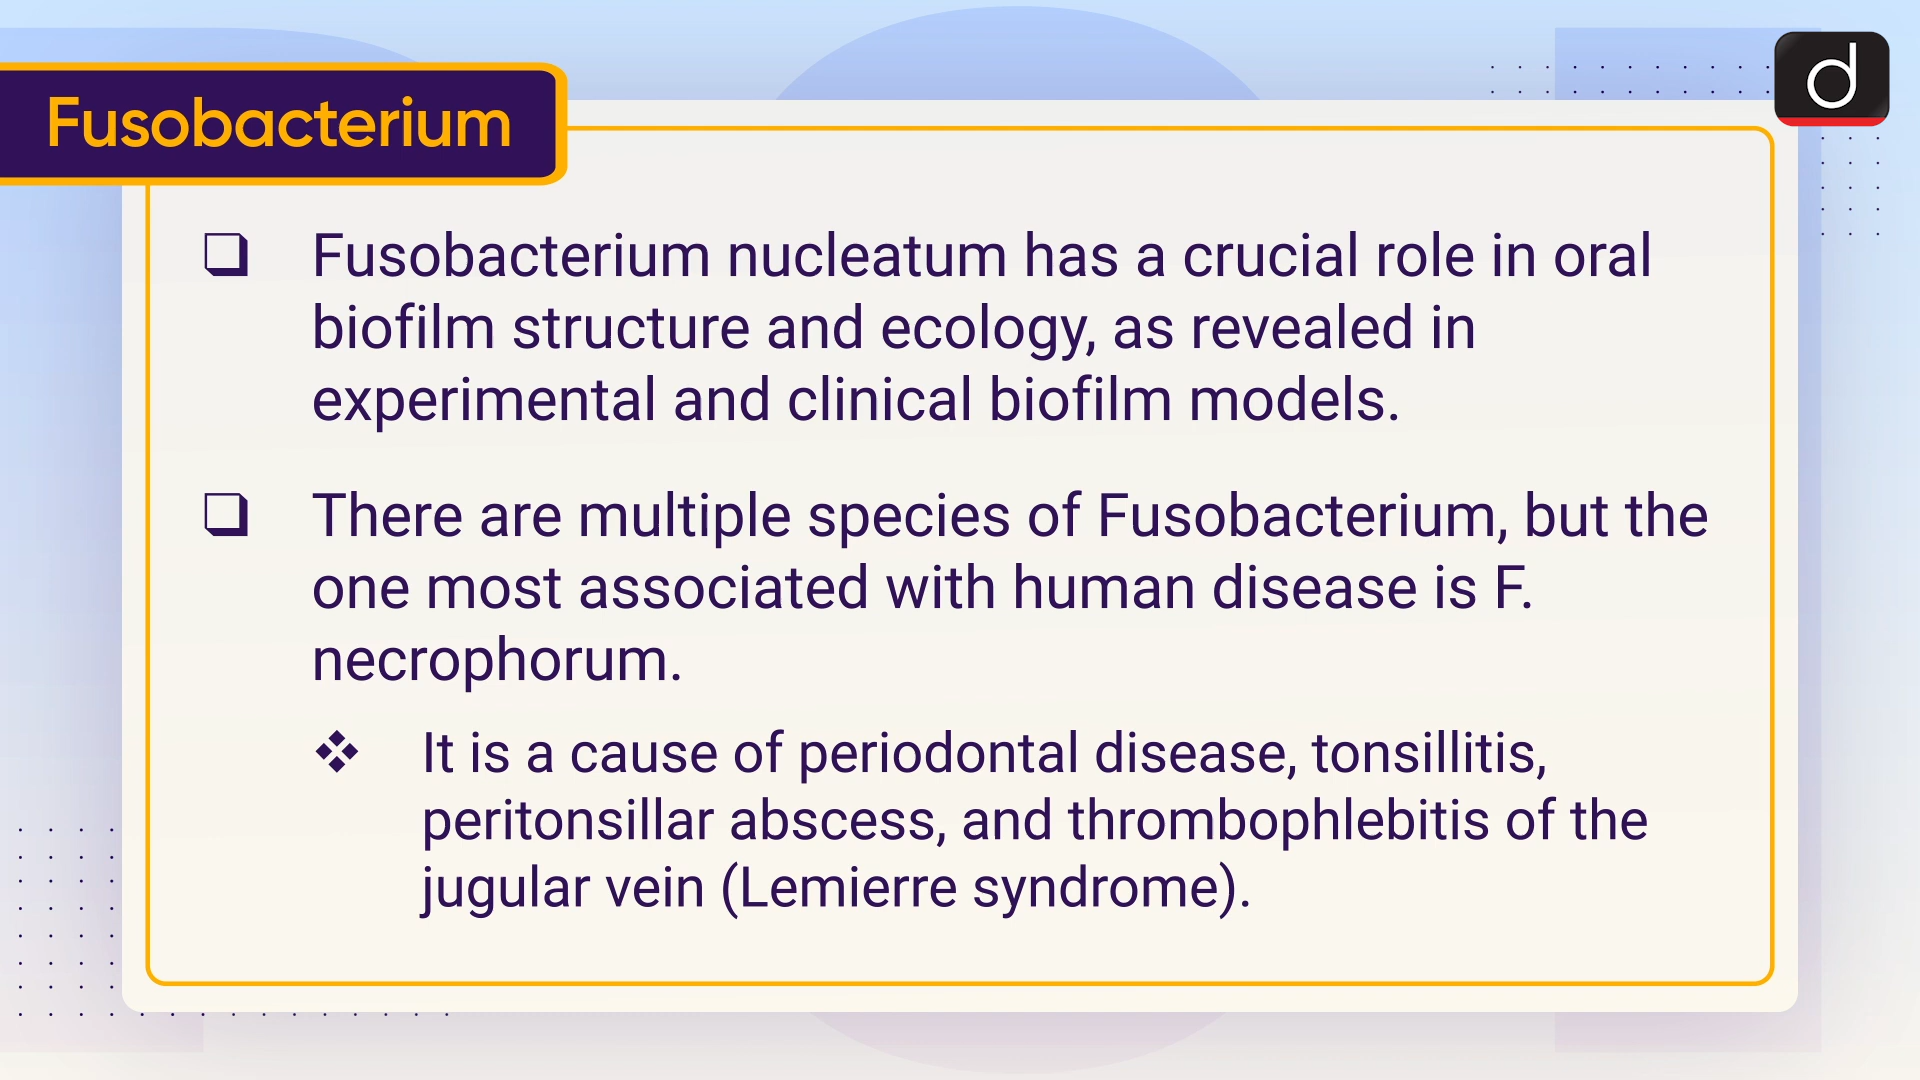 Fusobacterium
d
❑ Fusobacterium nucleatum has a crucial role in oral
biofilm structure and ecology, as revealed in
experimental and clinical biofilm models.
❑ There are multiple species of Fusobacterium, but the
one most associated with human disease is F.
necrophorum.
❖ It is a cause of periodontal disease, tonsillitis,
peritonsillar abscess, and thrombophlebitis of the
jugular vein (Lemierre syndrome).